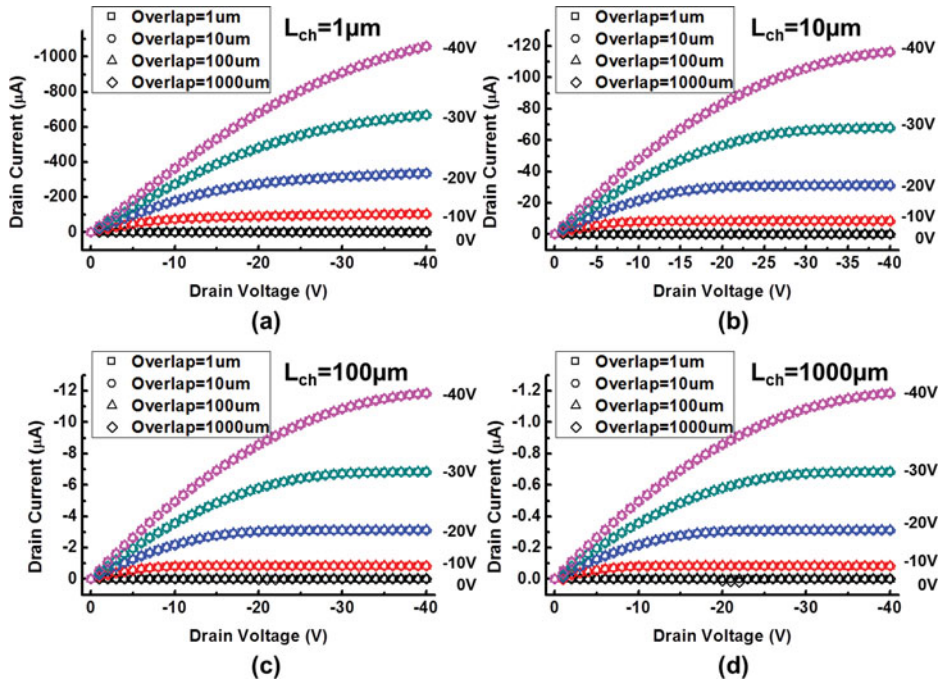 Overlap=1um
Overlap=10um
Overlap=100um
Overlap=1000um
Lch=1μm
-40V
-30V
-20V
-10V
0V
-1000
-800
-600
-400
-200
0
Drain Current (μA)
0 -10 -20 -30 -40
Drain Voltage (V)
(a)
Overlap=1um
Overlap=10um
Overlap=100um
Overlap=1000um
Lch=10μm
-40V
-30V
-20V
-10V
0V
-120
-100
-80
-60
-40
-20
0
Drain Current (μA)
0 -5 -10 -15 -20 -25 -30 -35 -40
Drain Voltage (V)
(b)
Overlap=1um
Overlap=10um
Overlap=100um
Overlap=1000um
Lch=100μm
-40V
-30V
-20V
-10V
0V
-12
-10
-8
-6
-4
-2
0
Drain Current (μA)
0 -10 -20 -30 -40
Drain Voltage (V)
(c)
Overlap=1um
Overlap=10um
Overlap=100um
Overlap=1000um
Lch=1000μm
-40V
-30V
-20V
-10V
0V
-1.2
-1.0
-0.8
-0.6
-0.4
-0.2
0.0
Drain Current (μA)
0 -10 -20 -30 -40
Drain Voltage (V)
(d)